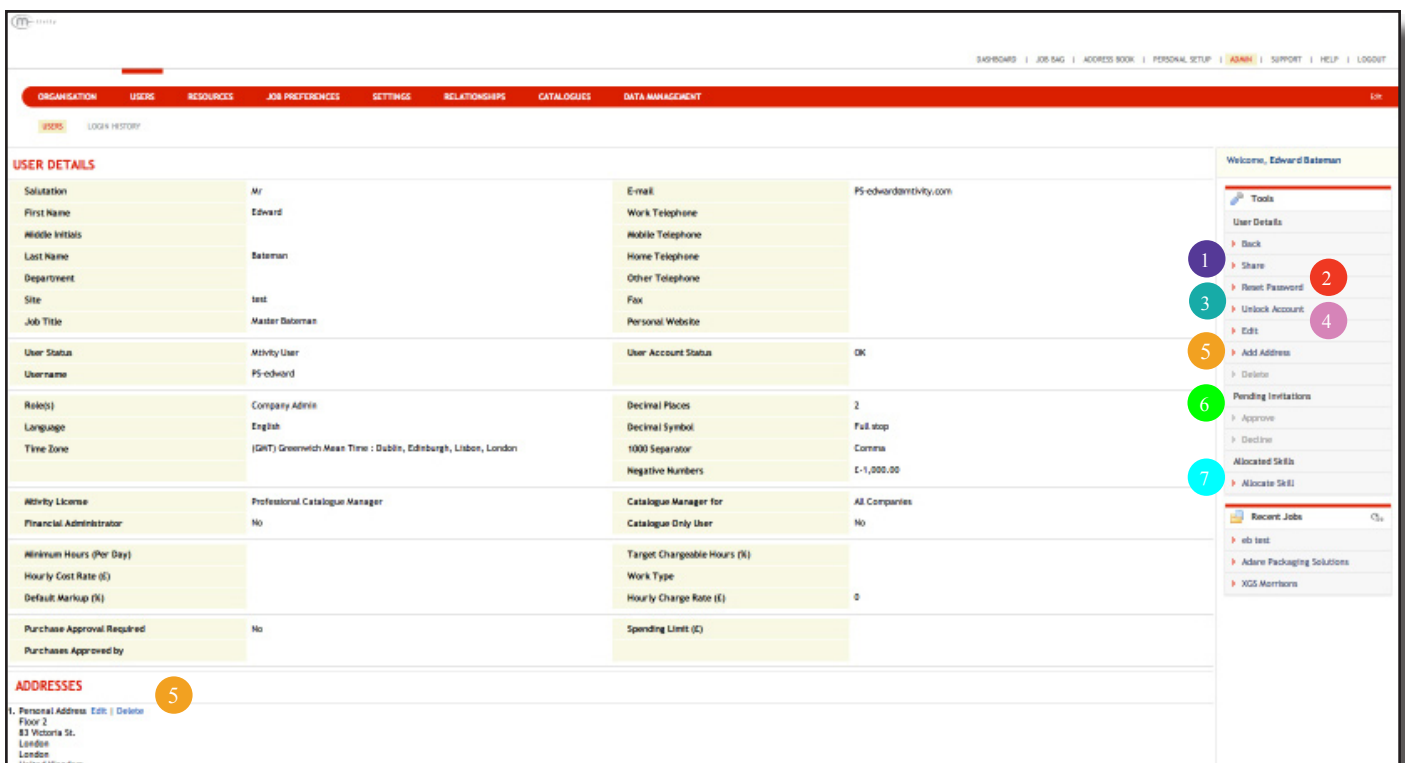 m-tivity
DASHBOARD | JOB BAG | ADDRESS BOOK | PERSONAL SETUP | ADMIN | SUPPORT | HELP | LOGOUT
ORGANISATION USERS RESOURCES JOB PREFERENCES SETTINGS RELATIONSHIPS CATALOGUES DATA MANAGEMENT Edit
USERS LOGIN HISTORY
USER DETAILS
Welcome, Edward Bateman
Salutation Mr E-mail PS-edward@mtivity.com
First Name Edward Work Telephone
Middle Initials Mobile Telephone
Last Name Bateman Home Telephone
Department Other Telephone
Site test Fax
Job Title Master Bateman Personal Website
User Status Mtivity User User Account Status OK
Username PS-edward
Role(s) Company Admin Decimal Places 2
Language English Decimal Symbol Full stop
Time Zone (GMT) Greenwich Mean Time : Dublin, Edinburgh, Lisbon, London 1000 Separator Comma
Negative Numbers £-1,000.00
Mtivity License Professional Catalogue Manager Catalogue Manager for All Companies
Financial Administrator No Catalogue Only User No
Minimum Hours (Per Day) Target Chargeable Hours (%)
Hourly Cost Rate (£) Work Type
Default Markup (%) Hourly Charge Rate (£) 0
Purchase Approval Required No Spending Limit (£)
Purchases Approved by
Tools
User Details
Back
1 Share
Reset Password 2
3 Unlock Account
Edit 4
5 Add Address
Delete
Pending Invitations
6 Approve
Decline
Allocated Skills
7 Allocate Skill
Recent Jobs
eb test
Adare Packaging Solutions
XGS Morrisons
ADDRESSES
5
1. Personal Address Edit | Delete
Floor 2
83 Victoria St.
London
London
United Kingdom